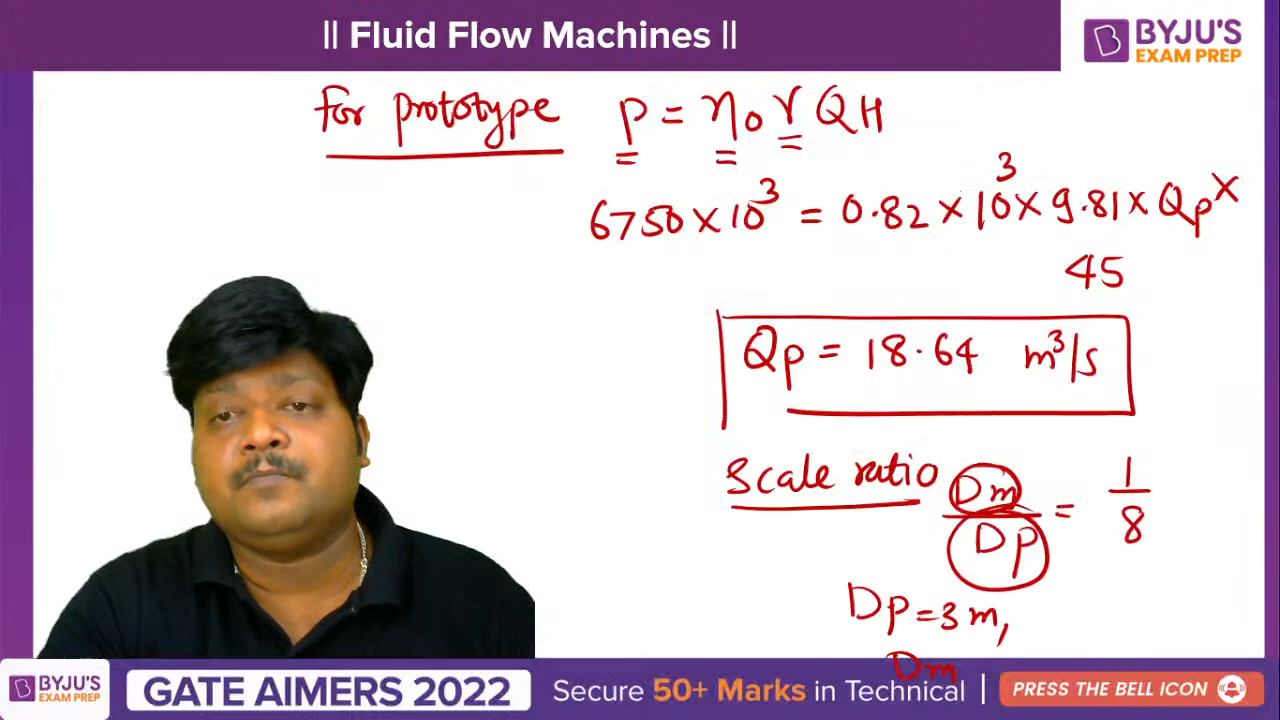 || Fluid Flow Machines ||
BYJU'S
EXAM PREP
For prototype P = η₀ γ QH
6750 × 10³ = 0.82 × 10³ × 9.81 × Qp ×
45
Qp = 18.64 m³/s
Scale ratio Dm/Dp = 1/8
Dp = 3 m,
Dm
BYJU'S
EXAM PREP
GATE AIMERS 2022
Secure 50+ Marks in Technical
PRESS THE BELL ICON